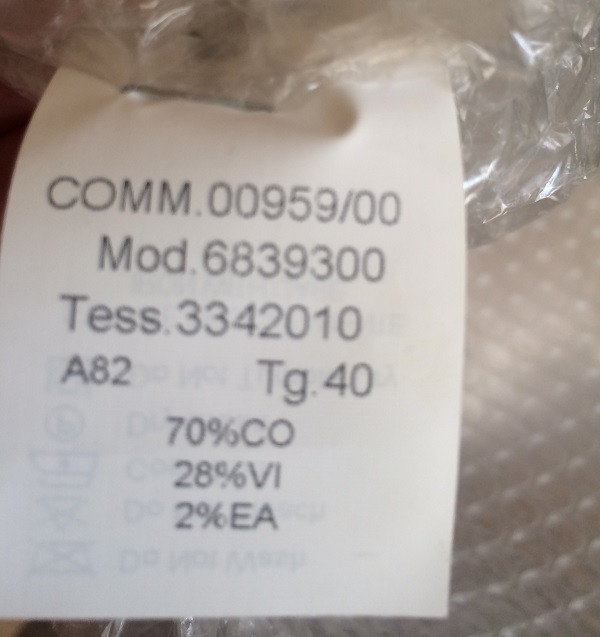 COMM.00959/00
Mod.6839300
Tess.3342010
A82 Tg.40
70%CO
28%VI
2%EA